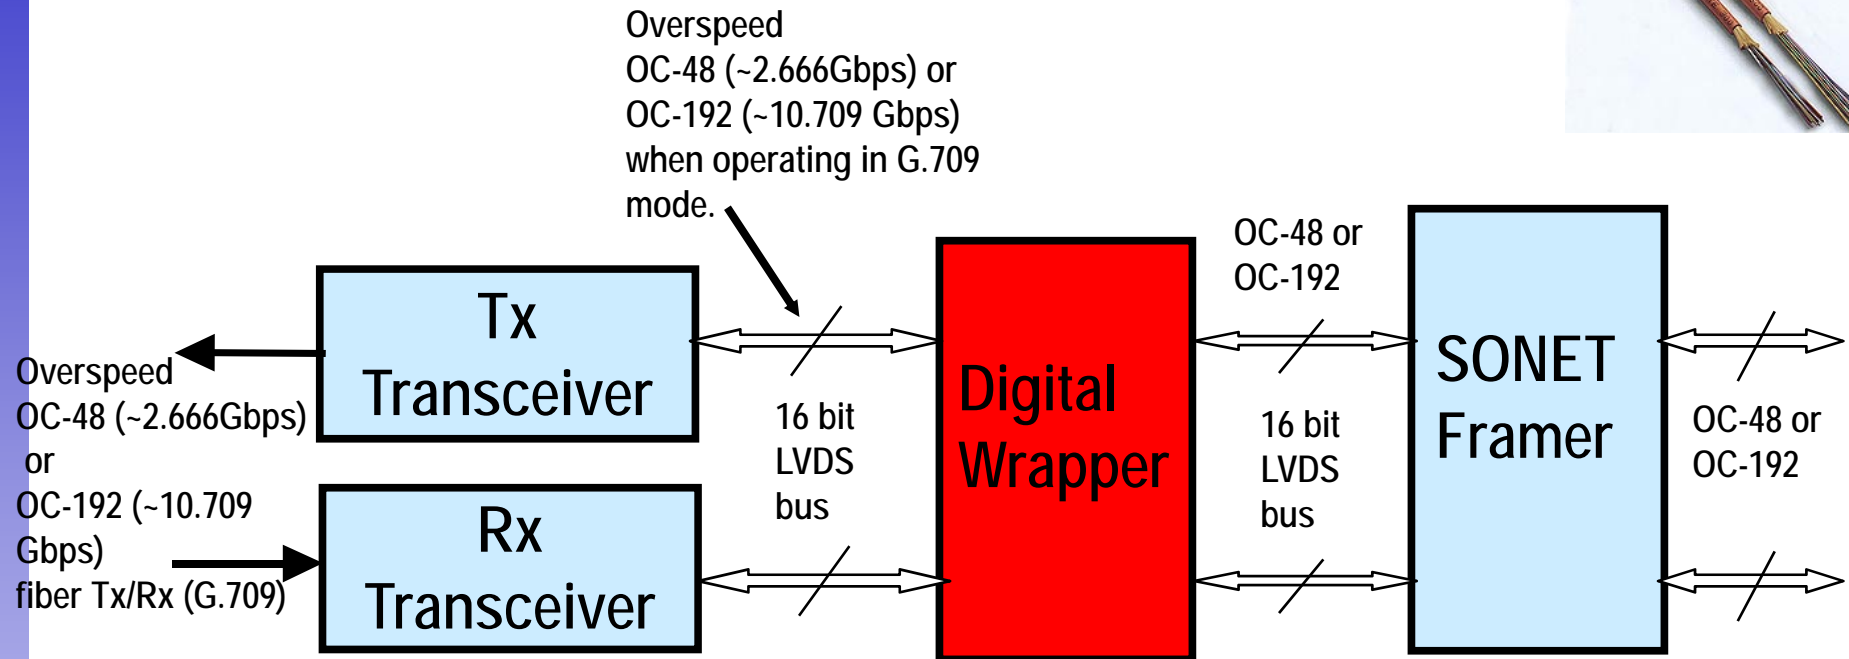 Overspeed
OC-48 (~2.666Gbps) or
OC-192 (~10.709 Gbps)
when operating in G.709
mode.
OC-48 or
OC-192
Tx
Transceiver
Overspeed
OC-48 (~2.666Gbps)
or
OC-192 (~10.709
Gbps)
fiber Tx/Rx (G.709)
16 bit
LVDS
bus
Digital
Wrapper
16 bit
LVDS
bus
SONET
Framer
OC-48 or
OC-192
Rx
Transceiver